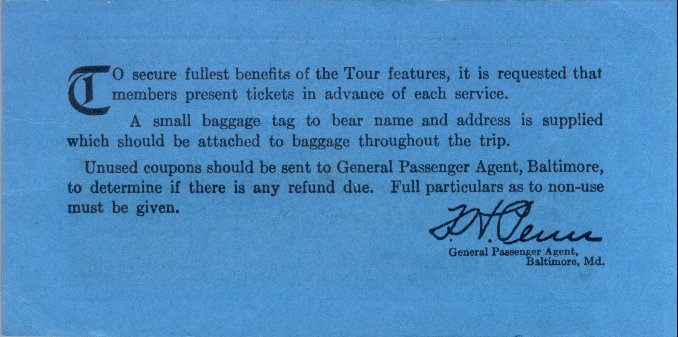 TO secure fullest benefits of the Tour features, it is requested that
members present tickets in advance of each service.
A small baggage tag to bear name and address is supplied
which should be attached to baggage throughout the trip.
Unused coupons should be sent to General Passenger Agent, Baltimore,
to determine if there is any refund due. Full particulars as to non-use
must be given.
General Passenger Agent,
Baltimore, Md.